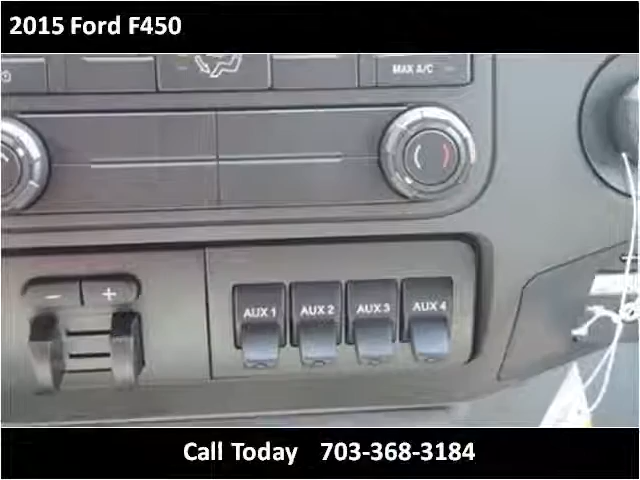 2015 Ford F450
MAX A/C
- +
AUX 1 AUX 2 AUX 3 AUX 4
Call Today 703-368-3184